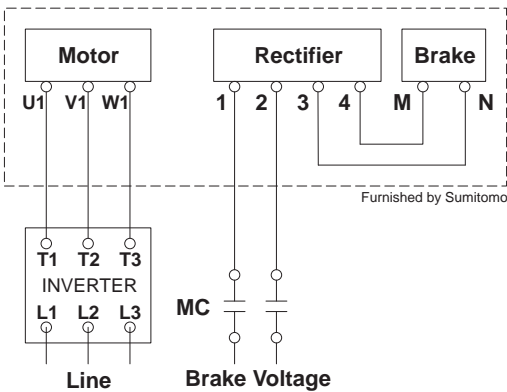 Motor Rectifier Brake
U1 V1 W1 1 2 3 4 M N
Furnished by Sumitomo
T1 T2 T3
INVERTER
L1 L2 L3
MC
Line Brake Voltage